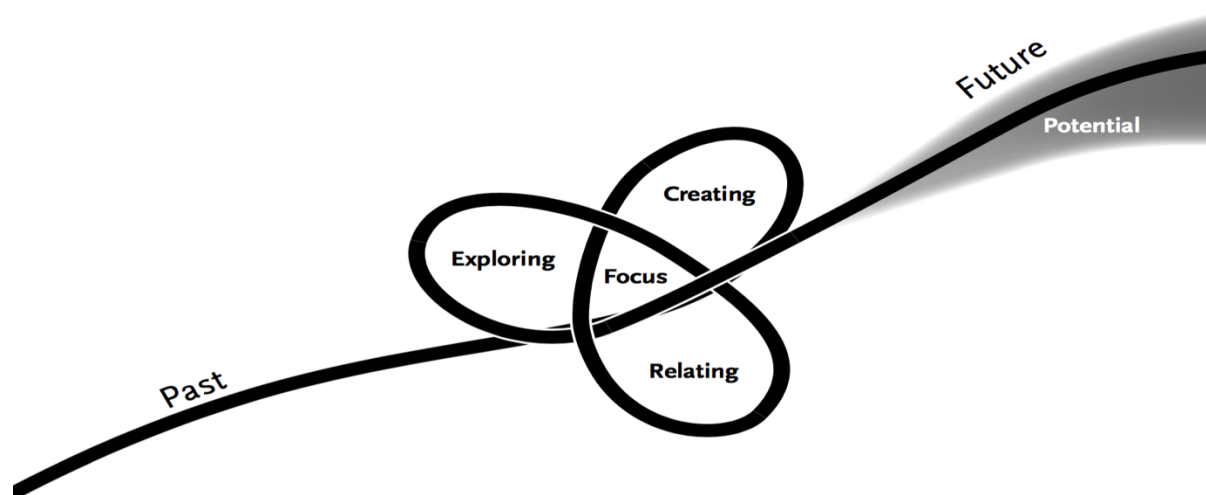 Future
Potential
Creating
Exploring
Focus
Relating
Past